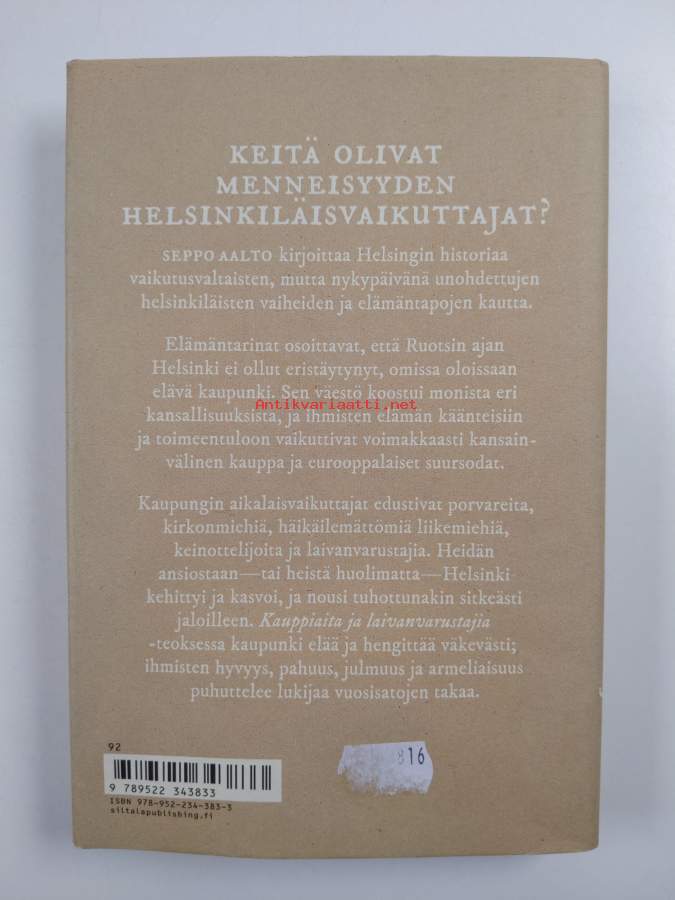 KEITÄ OLIVAT
MENNEISYYDEN
HELSINKILÄISVAIKUTTAJAT?
SEPPO AALTO kirjoittaa Helsingin historiaa
vaikutusvaltaisten, mutta nykypäivänä unohdettujen
helsinkiläisten vaiheiden ja elämäntapojen kautta.
Elämäntarinat osoittavat, että Ruotsin ajan
Helsinki ei ollut eristäytynyt, omissa oloissaan
elävä kaupunki. Sen väestö koostui monista eri
Antikvariaatti.net
kansallisuuksista, ja ihmisten elämän käänteisiin
ja toimeentuloon vaikuttivat voimakkaasti kansain-
välinen kauppa ja eurooppalaiset suursodat.
Kaupungin aikalaisvaikuttajat edustivat porvareita,
kirkonmiehiä, häikäilemättömiä liikemiehiä,
keinottelijoita ja laivanvarustajia. Heidän
ansiostaan—tai heistä huolimatta—Helsinki
kehittyi ja kasvoi, ja nousi tuhottunakin sitkeästi
jaloilleen. Kauppiaita ja laivanvarustajia
-teoksessa kaupunki elää ja hengittää väkevästi;
ihmisten hyvyys, pahuus, julmuus ja armeliaisuus
puhuttelee lukijaa vuosisatojen takaa.
92
9 789522 343833
ISBN 978-952-234-383-3
siltalapublishing.fi
816